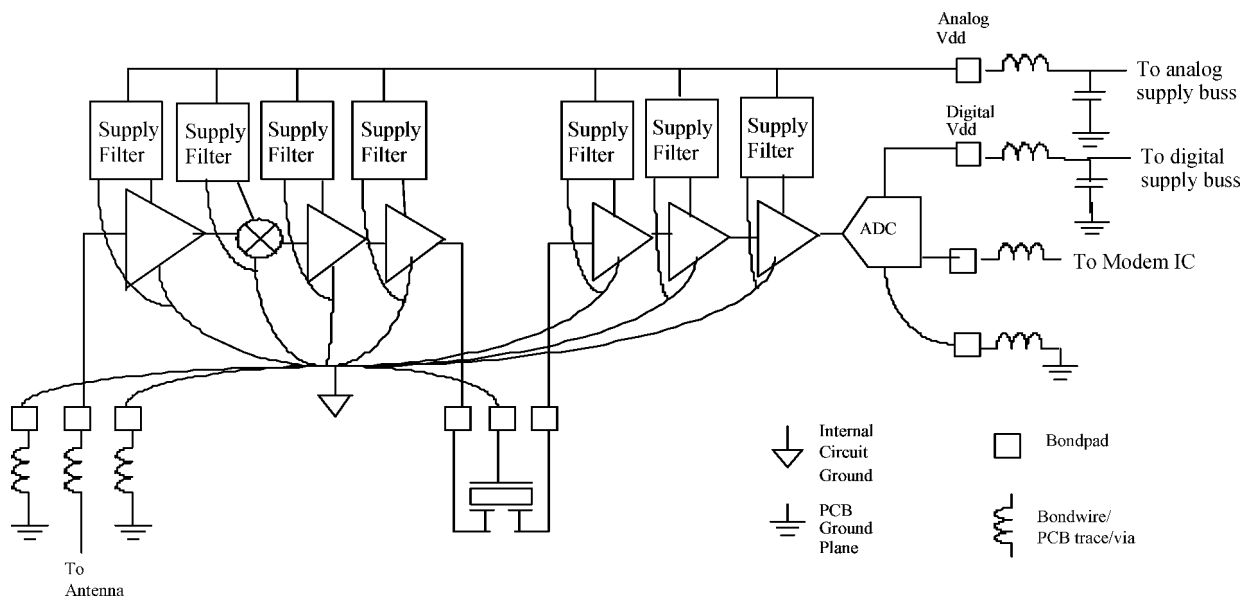 Analog
Vdd
To analog
supply buss
Supply
Filter
Supply
Filter
Supply
Filter
Supply
Filter
Supply
Filter
Supply
Filter
Supply
Filter
Digital
Vdd
To digital
supply buss
ADC
To Modem IC
Internal
Circuit
Ground
Bondpad
PCB
Ground
Plane
Bondwire/
PCB trace/via
To
Antenna